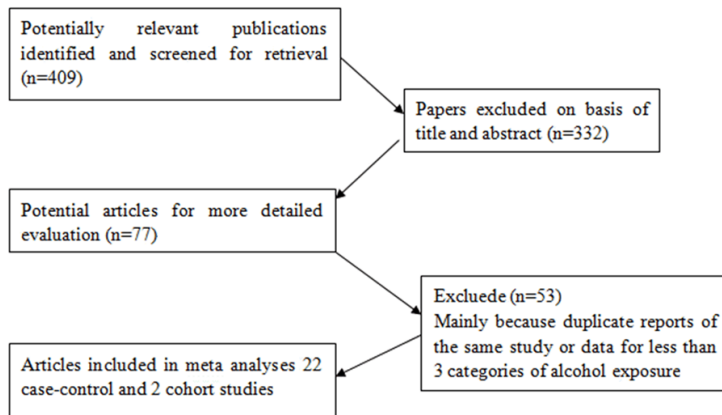 Potentially relevant publications
identified and screened for retrieval
(n=409)
Papers excluded on basis of
title and abstract (n=332)
Potential articles for more detailed
evaluation (n=77)
Excluede (n=53)
Mainly because duplicate reports of
the same study or data for less than
3 categories of alcohol exposure
Articles included in meta analyses 22
case-control and 2 cohort studies